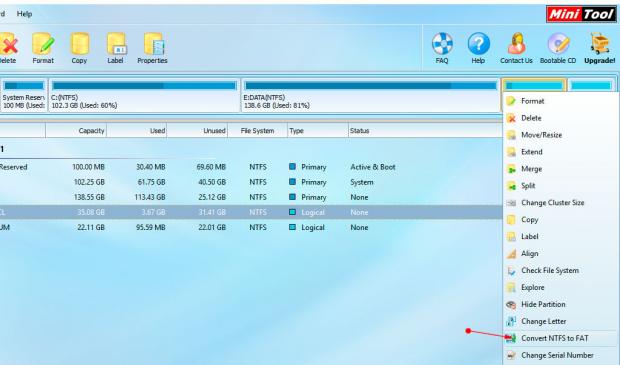 rd Help
Mini Tool
Delete Format Copy Label Properties FAQ Help Contact Us Bootable CD Upgrade!
System Reserv C:(NTFS) E:DATA(NTFS)
100 MB (Used: 102.3 GB (Used: 60%) 138.6 GB (Used: 81%)
Capacity Used Unused File System Type Status
1
Reserved 100.00 MB 30.40 MB 69.60 MB NTFS Primary Active & Boot
102.25 GB 61.75 GB 40.50 GB NTFS Primary System
138.55 GB 113.43 GB 25.12 GB NTFS Primary None
CL 35.08 GB 3.67 GB 31.41 GB NTFS Logical None
UM 22.11 GB 95.59 MB 22.01 GB NTFS Logical None
Format
Delete
Move/Resize
Extend
Merge
Split
Change Cluster Size
Copy
Label
Align
Check File System
Explore
Hide Partition
Change Letter
Convert NTFS to FAT
Change Serial Number